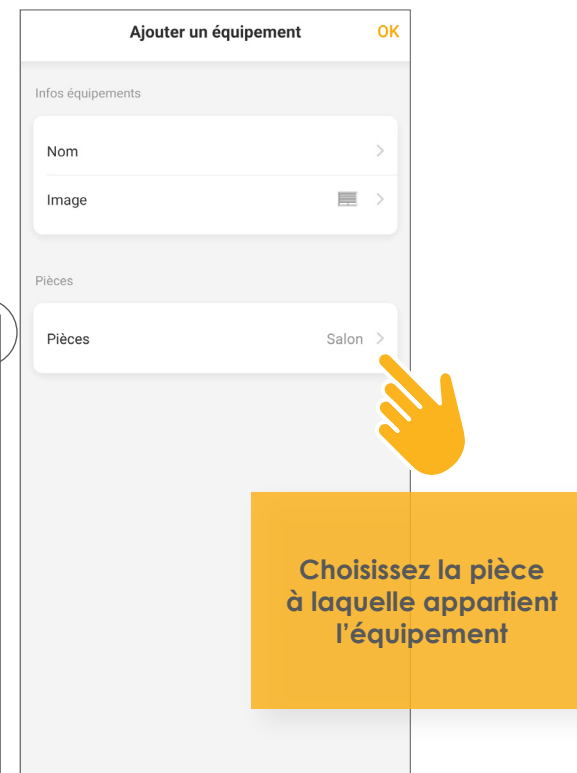 Ajouter un équipement OK
Infos équipements
Nom
Image
Pièces
Pièces Salon
Choisissez la pièce
à laquelle appartient
l’équipement